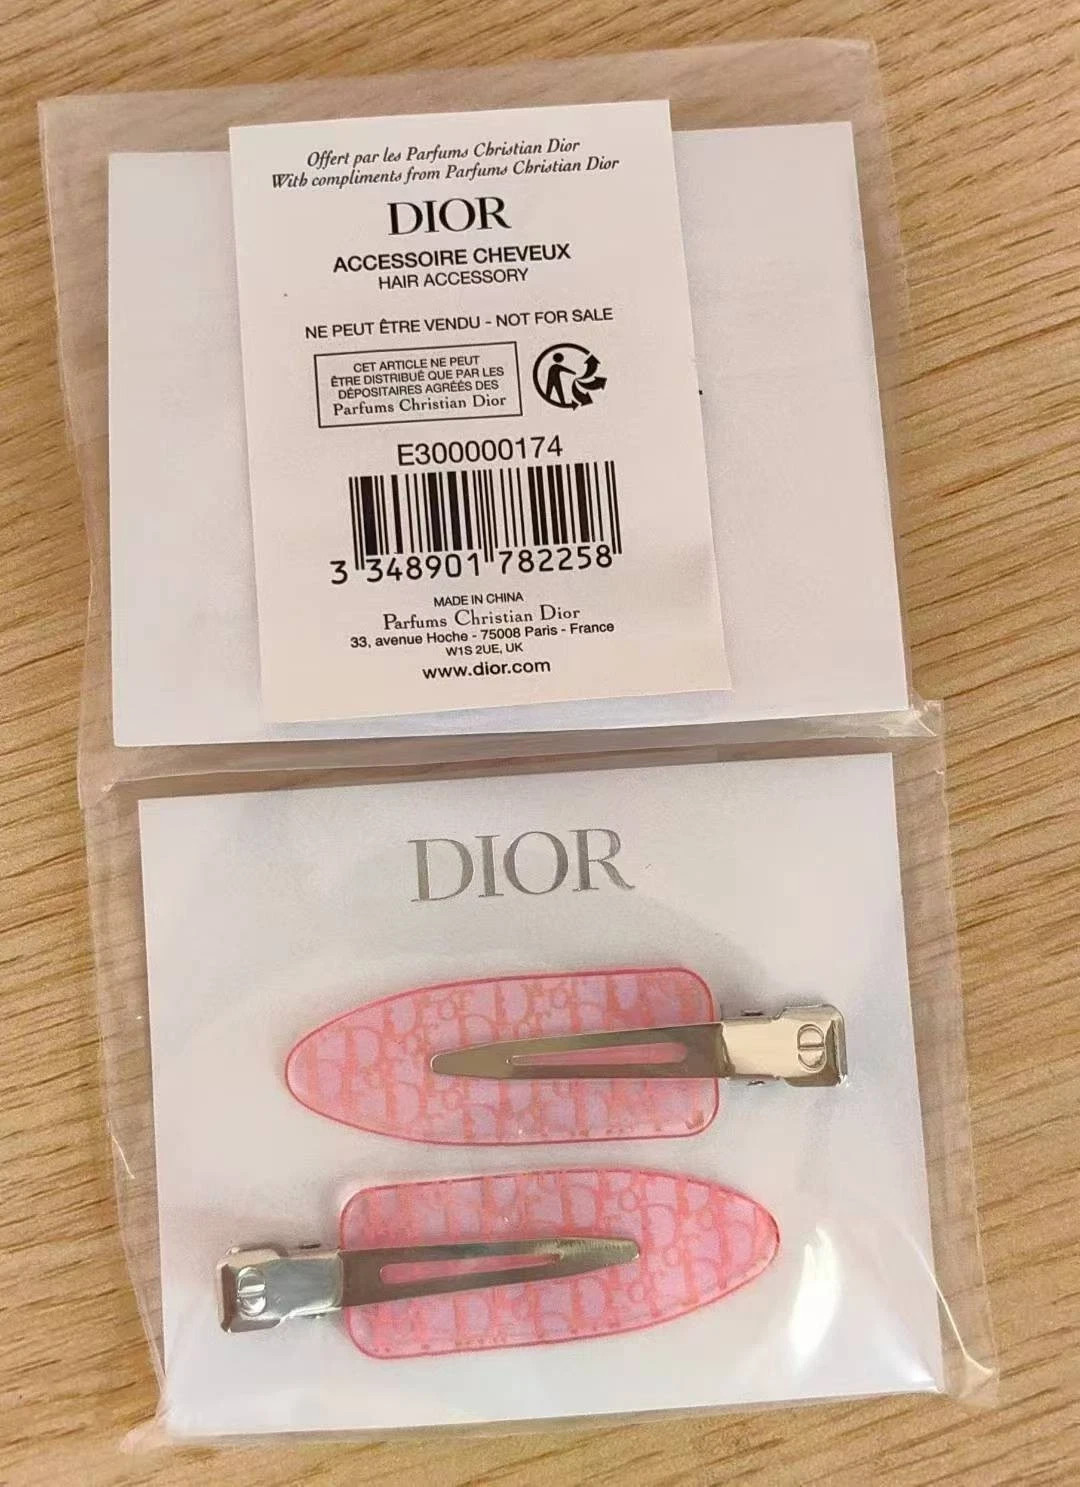 Offert par les Parfums Christian Dior
With compliments from Parfums Christian Dior
DIOR
ACCESSOIRE CHEVEUX
HAIR ACCESSORY
NE PEUT ÊTRE VENDU - NOT FOR SALE
CET ARTICLE NE PEUT
ÊTRE DISTRIBUÉ QUE PAR LES
DÉPOSITAIRES AGRÉÉS DES
Parfums Christian Dior
E300000174
3 348901 782258
MADE IN CHINA
Parfums Christian Dior
33, avenue Hoche - 75008 Paris - France
W1S 2UE, UK
www.dior.com
DIOR